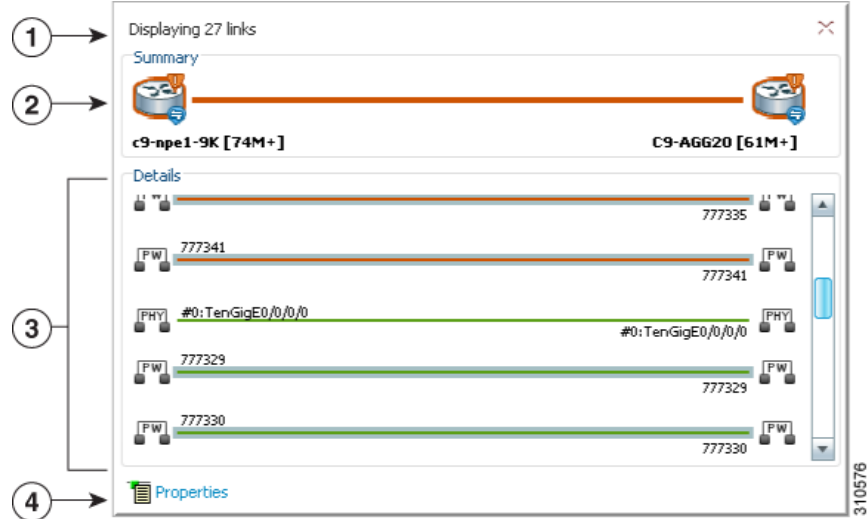 1
Displaying 27 links
Summary
2
c9-npe1-9K [74M+]
C9-AGG20 [61M+]
Details
PW
PW
777335
777341
PW
PW
777341
3
#0:TenGigE0/0/0/0
PHY
PHY
#0:TenGigE0/0/0/0
777329
PW
PW
777329
777330
PW
PW
777330
4
Properties
310576